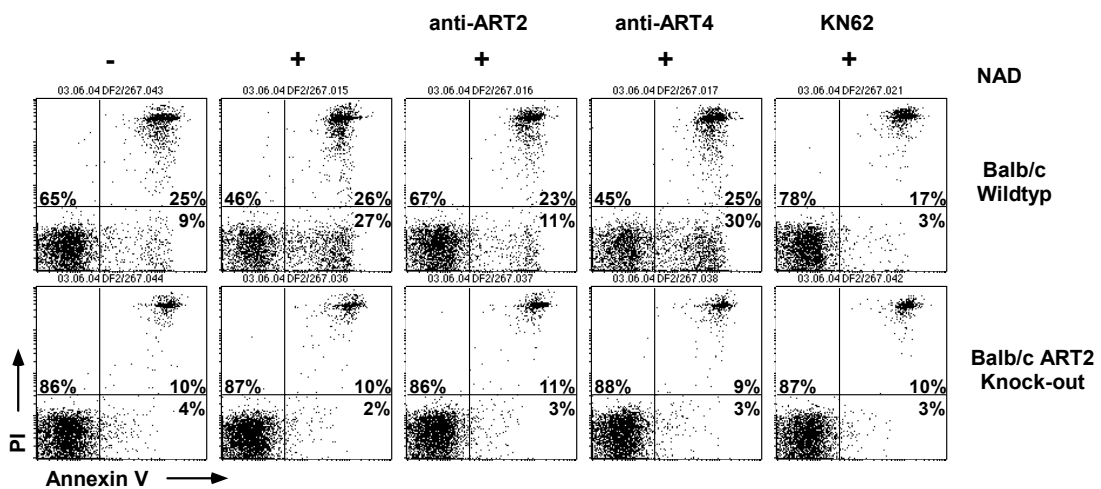 anti-ART2 anti-ART4 KN62
- + + + + NAD
03.06.04 DF2/267.043 03.06.04 DF2/267.015 03.06.04 DF2/267.016 03.06.04 DF2/267.017 03.06.04 DF2/267.021
65% 25% 46% 26% 67% 23% 45% 25% 78% 17%
9% 27% 11% 30% 3%
Balb/c
Wildtyp
03.06.04 DF2/267.044 03.06.04 DF2/267.036 03.06.04 DF2/267.037 03.06.04 DF2/267.038 03.06.04 DF2/267.042
86% 10% 87% 10% 86% 11% 88% 9% 87% 10%
4% 2% 3% 3% 3%
Balb/c ART2
Knock-out
PI
Annexin V